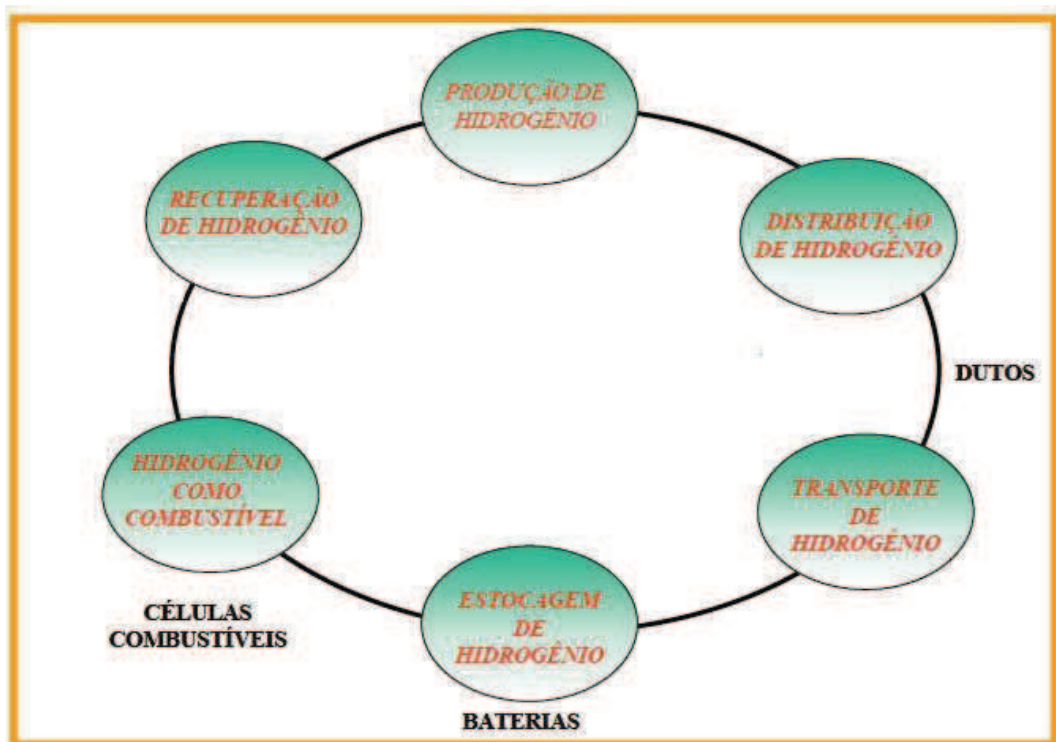 PRODUÇÃO DE
HIDROGÊNIO
RECUPERAÇÃO
DE HIDROGÊNIO
DISTRIBUIÇÃO
DE HIDROGÊNIO
DUTOS
HIDROGÊNIO
COMO
COMBUSTÍVEL
TRANSPORTE
DE
HIDROGÊNIO
CÉLULAS
COMBUSTÍVEIS
ESTOCAGEM
DE
HIDROGÊNIO
BATERIAS